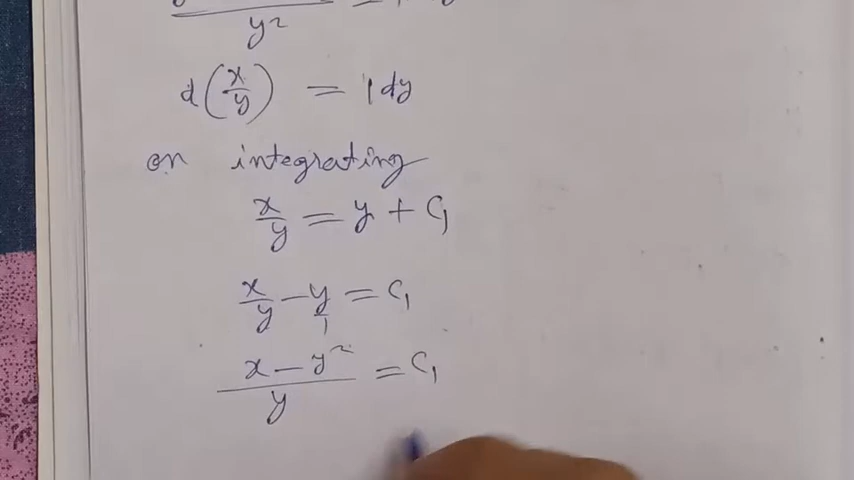 y²
d(x/y) = 1dy
on integrating
x/y = y + C₁
x/y - y/1 = C₁
(x - y²)/y = C₁